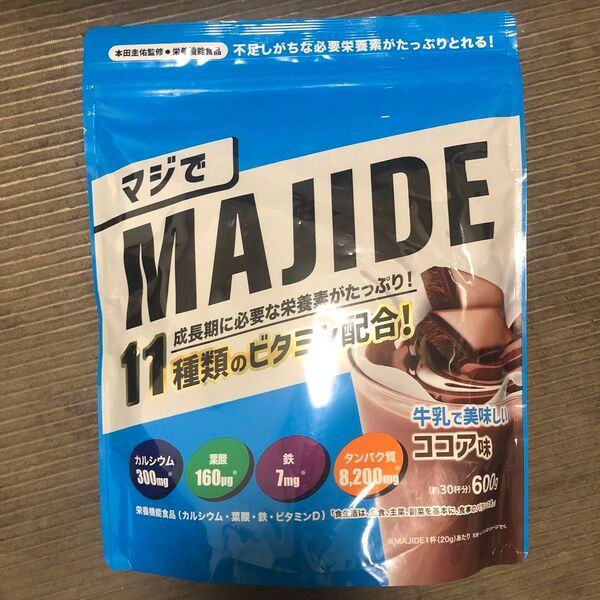 本田圭佑監修●栄養機能食品
不足しがちな必要栄養素がたっぷりとれる!
マジで
MAJIDE
成長期に必要な栄養素がたっぷり!
11種類のビタミン配合!
牛乳で美味しい
ココア味
(約30杯分)600g
カルシウム
300mg※
葉酸
160μg※
鉄
7mg※
タンパク質
8,200mg※
栄養機能食品(カルシウム・葉酸・鉄・ビタミンD)
「食生活は、主食、主菜、副菜を基本に、食事のバランスを。」
※MAJIDE1杯(20g)あたり